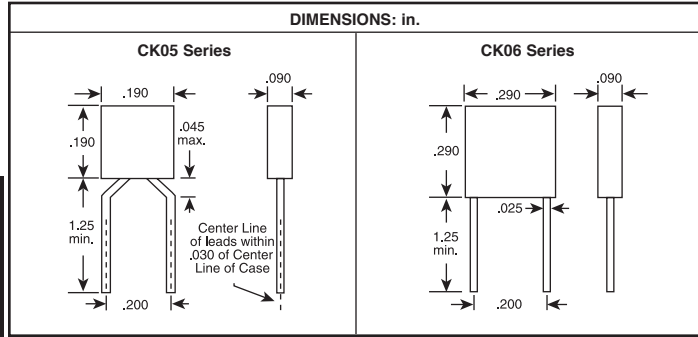 DIMENSIONS: in.
CK05 Series
.190
.090
.190
.045
max.
1.25
min.
Center Line
of leads within
.030 of Center
Line of Case
.200
CK06 Series
.290
.090
.290
.025
1.25
min.
.200